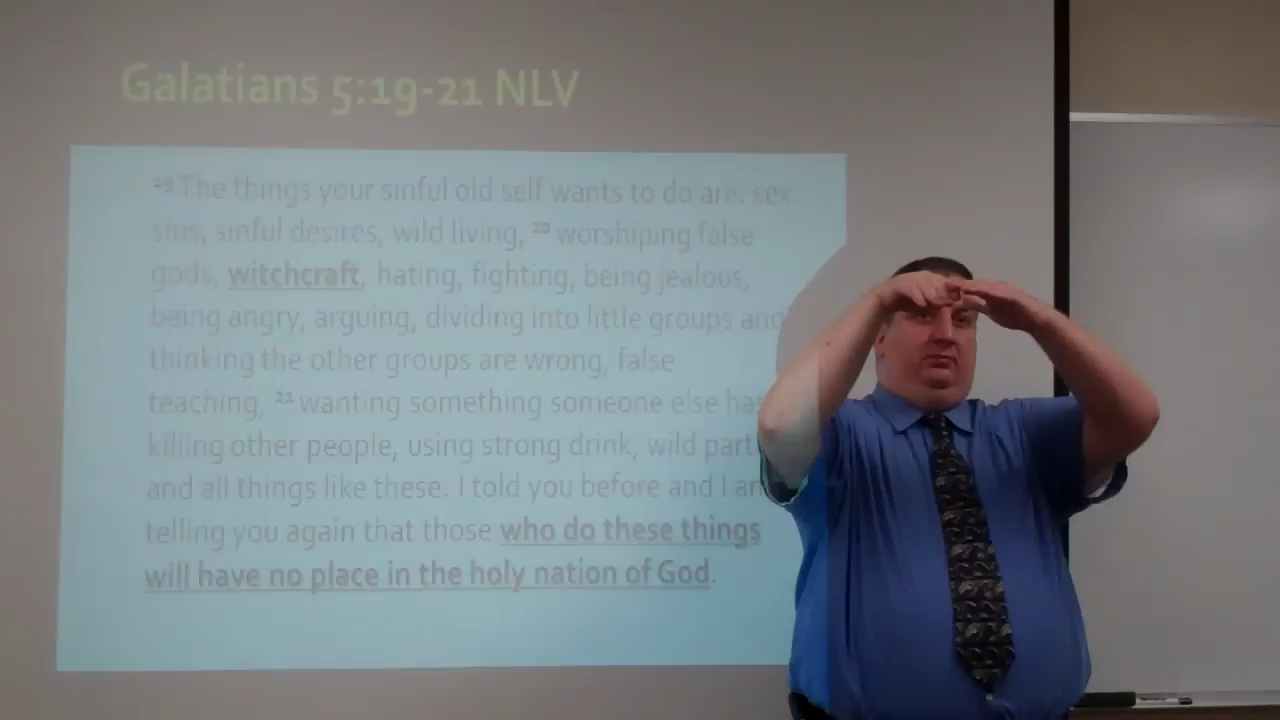 Galatians 5:19-21 NLV
19 The things your sinful old self wants to do are: sex
sins, sinful desires, wild living, 20 worshiping false
gods, witchcraft, hating, fighting, being jealous,
being angry, arguing, dividing into little groups and
thinking the other groups are wrong, false
teaching, 21 wanting something someone else has
killing other people, using strong drink, wild part
and all things like these. I told you before and I am
telling you again that those who do these things
will have no place in the holy nation of God.